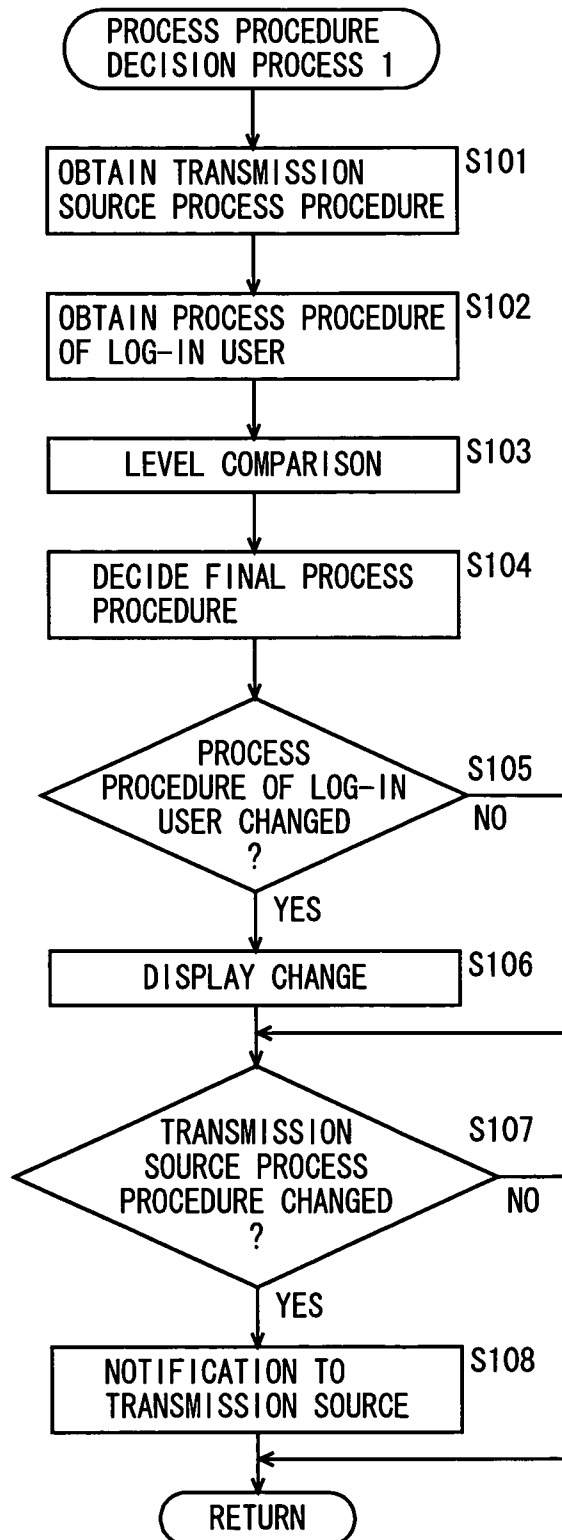 PROCESS PROCEDURE
DECISION PROCESS 1
S101
OBTAIN TRANSMISSION
SOURCE PROCESS PROCEDURE
S102
OBTAIN PROCESS PROCEDURE
OF LOG-IN USER
S103
LEVEL COMPARISON
S104
DECIDE FINAL PROCESS
PROCEDURE
PROCESS
PROCEDURE OF LOG-IN
USER CHANGED
?
S105
NO
YES
S106
DISPLAY CHANGE
TRANSMISSION
SOURCE PROCESS
PROCEDURE CHANGED
?
S107
NO
YES
S108
NOTIFICATION TO
TRANSMISSION SOURCE
RETURN